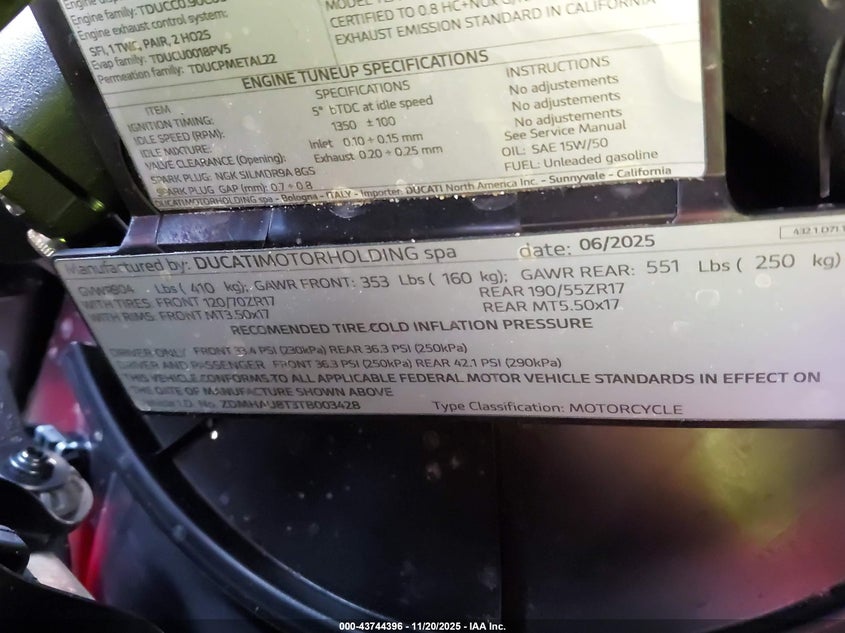 Engine family: TDUCC0.90C05
Engine exhaust control system:
SFI, 1 TWC, PAIR, 2 HO2S
Evap family: TDUCU0018PV5
Permeation family: TDUCPMETAL22
CERTIFIED TO 0.8 HC+NOx
EXHAUST EMISSION STANDARD IN CALIFORNIA
ENGINE TUNEUP SPECIFICATIONS
ITEM SPECIFICATIONS INSTRUCTIONS
IGNITION TIMING: 5° bTDC at idle speed No adjustements
IDLE SPEED (RPM): 1350 ± 100 No adjustements
IDLE MIXTURE: No adjustements
VALVE CLEARANCE (Opening): Inlet 0.10 ÷ 0.15 mm See Service Manual
Exhaust 0.20 ÷ 0.25 mm OIL: SAE 15W/50
SPARK PLUG: NGK SILMDR9A 8GS FUEL: Unleaded gasoline
SPARK PLUG GAP (mm): 0.7 ÷ 0.8
DUCATIMOTORHOLDING spa - Bologna - ITALY - Importer: DUCATI North America Inc. - Sunnyvale - California
Manufactured by: DUCATIMOTORHOLDING spa date: 06/2025
GVWR 904 Lbs ( 410 kg); GAWR FRONT: 353 Lbs ( 160 kg); GAWR REAR: 551 Lbs ( 250 kg)
WITH TIRES: FRONT 120/70ZR17 REAR 190/55ZR17
WITH RIMS: FRONT MT3.50x17 REAR MT5.50x17
RECOMENDED TIRE COLD INFLATION PRESSURE
DRIVER ONLY FRONT 33.4 PSI (230kPa) REAR 36.3 PSI (250kPa)
DRIVER AND PASSENGER FRONT 36.3 PSI (250kPa) REAR 42.1 PSI (290kPa)
THIS VEHICLE CONFORMS TO ALL APPLICABLE FEDERAL MOTOR VEHICLE STANDARDS IN EFFECT ON
THE DATE OF MANUFACTURE SHOWN ABOVE
I.D. No. ZDMHAU8T3TB003428 Type Classification: MOTORCYCLE
000-43744396 - 11/20/2025 - IAA Inc.